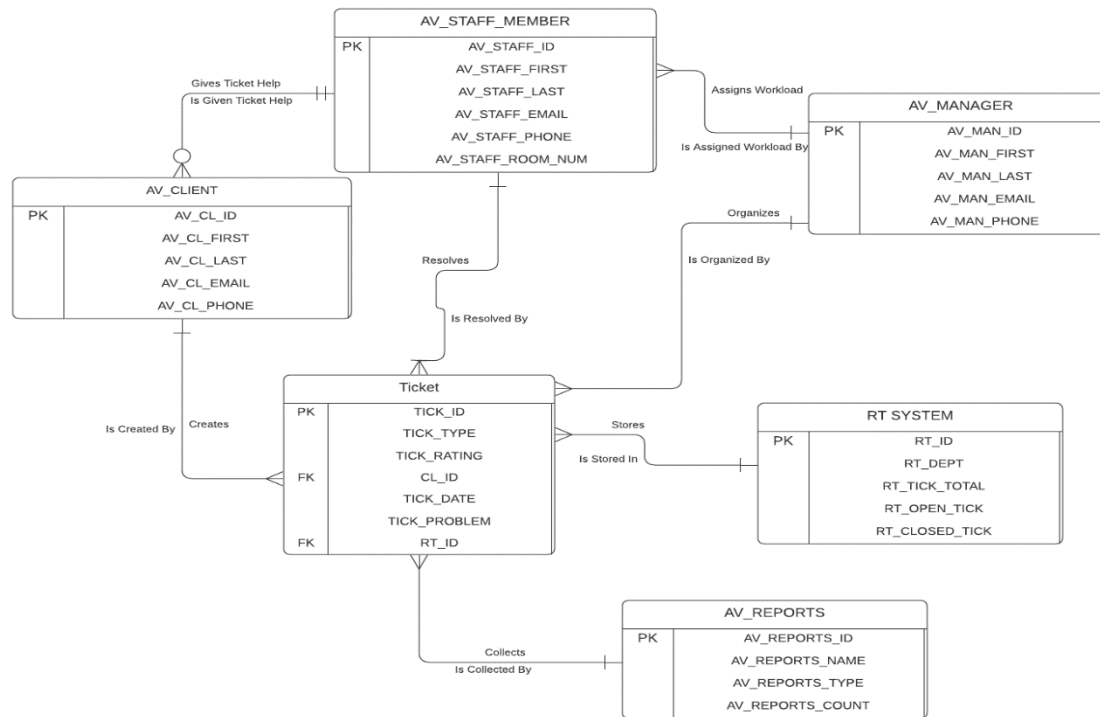 AV_STAFF_MEMBER
PK AV_STAFF_ID
AV_STAFF_FIRST
AV_STAFF_LAST
AV_STAFF_EMAIL
AV_STAFF_PHONE
AV_STAFF_ROOM_NUM
Gives Ticket Help
Is Given Ticket Help
Assigns Workload
Is Assigned Workload By
AV_MANAGER
PK AV_MAN_ID
AV_MAN_FIRST
AV_MAN_LAST
AV_MAN_EMAIL
AV_MAN_PHONE
AV_CLIENT
PK AV_CL_ID
AV_CL_FIRST
AV_CL_LAST
AV_CL_EMAIL
AV_CL_PHONE
Organizes
Is Organized By
Resolves
Is Resolved By
Is Created By
Creates
Ticket
PK TICK_ID
TICK_TYPE
TICK_RATING
FK CL_ID
TICK_DATE
TICK_PROBLEM
FK RT_ID
Stores
Is Stored In
RT SYSTEM
PK RT_ID
RT_DEPT
RT_TICK_TOTAL
RT_OPEN_TICK
RT_CLOSED_TICK
Collects
Is Collected By
AV_REPORTS
PK AV_REPORTS_ID
AV_REPORTS_NAME
AV_REPORTS_TYPE
AV_REPORTS_COUNT